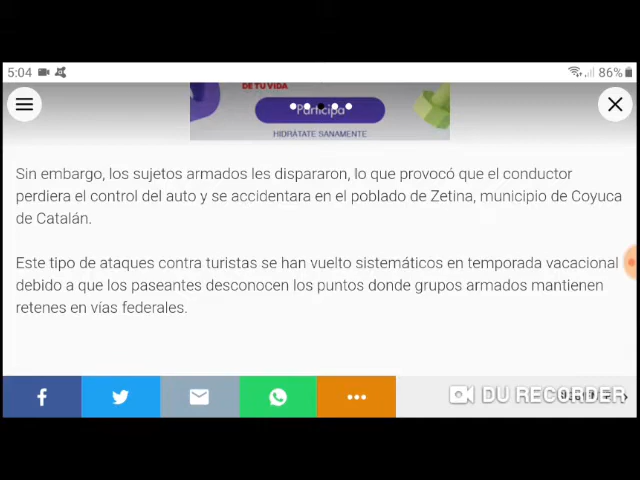 5:04
86%
DE TU VIDA
Participa
HIDRÁTATE SANAMENTE
Sin embargo, los sujetos armados les dispararon, lo que provocó que el conductor
perdiera el control del auto y se accidentara en el poblado de Zetina, municipio de Coyuca
de Catalán.
Este tipo de ataques contra turistas se han vuelto sistemáticos en temporada vacacional
debido a que los paseantes desconocen los puntos donde grupos armados mantienen
retenes en vías federales.
DU RECORDER